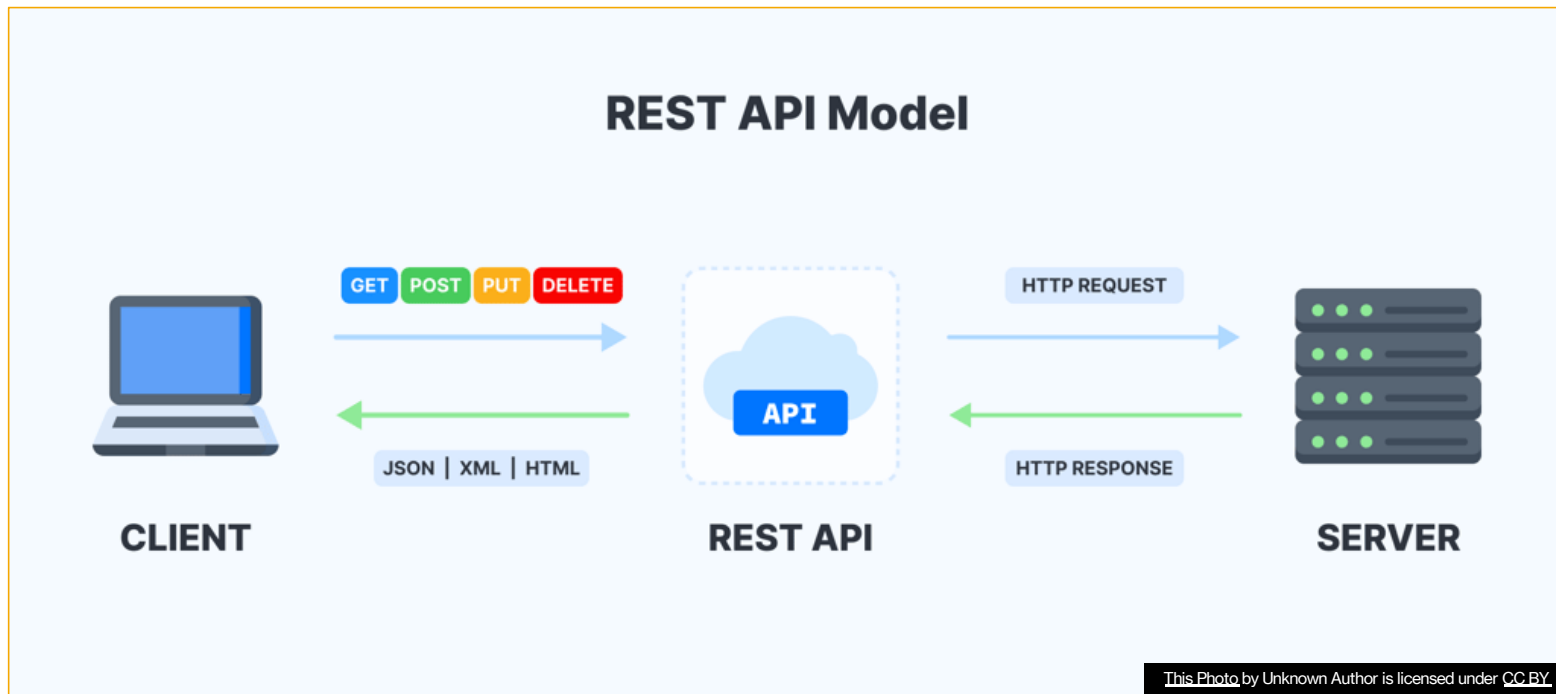 REST API Model
GET POST PUT DELETE
HTTP REQUEST
API
JSON | XML | HTML
HTTP RESPONSE
CLIENT
REST API
SERVER
This Photo by Unknown Author is licensed under CC BY